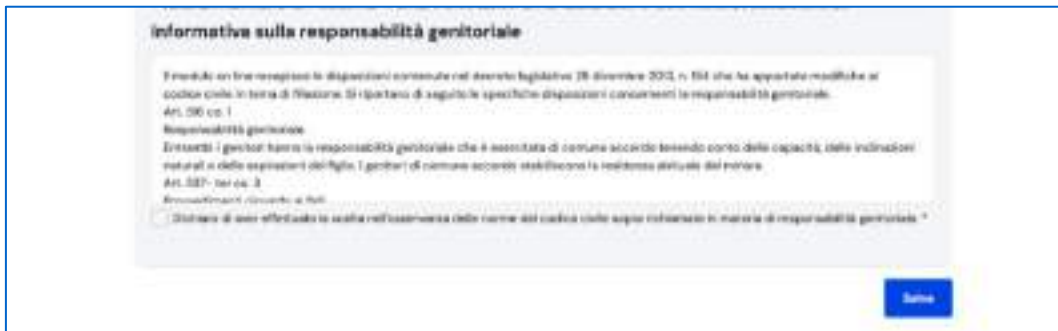 Informativa sulla responsabilità genitoriale
Il modulo on line recepisce le disposizioni contenute nel decreto legislativo 28 dicembre 2013, n. 154 che ha apportato modifiche al
codice civile in tema di filiazione. Si riportano di seguito le specifiche disposizioni concernenti la responsabilità genitoriale.
Art. 316 co. 1
Responsabilità genitoriale
Entrambi i genitori hanno la responsabilità genitoriale che è esercitata di comune accordo tenendo conto delle capacità, delle inclinazioni
naturali e delle aspirazioni del figlio. I genitori di comune accordo stabiliscono la residenza abituale del minore.
Art. 337- ter co. 3
Provvedimenti riguardo ai figli
Dichiaro di aver effettuato la scelta nell'osservanza delle norme del codice civile sopra richiamate in materia di responsabilità genitoriale. *
Salva